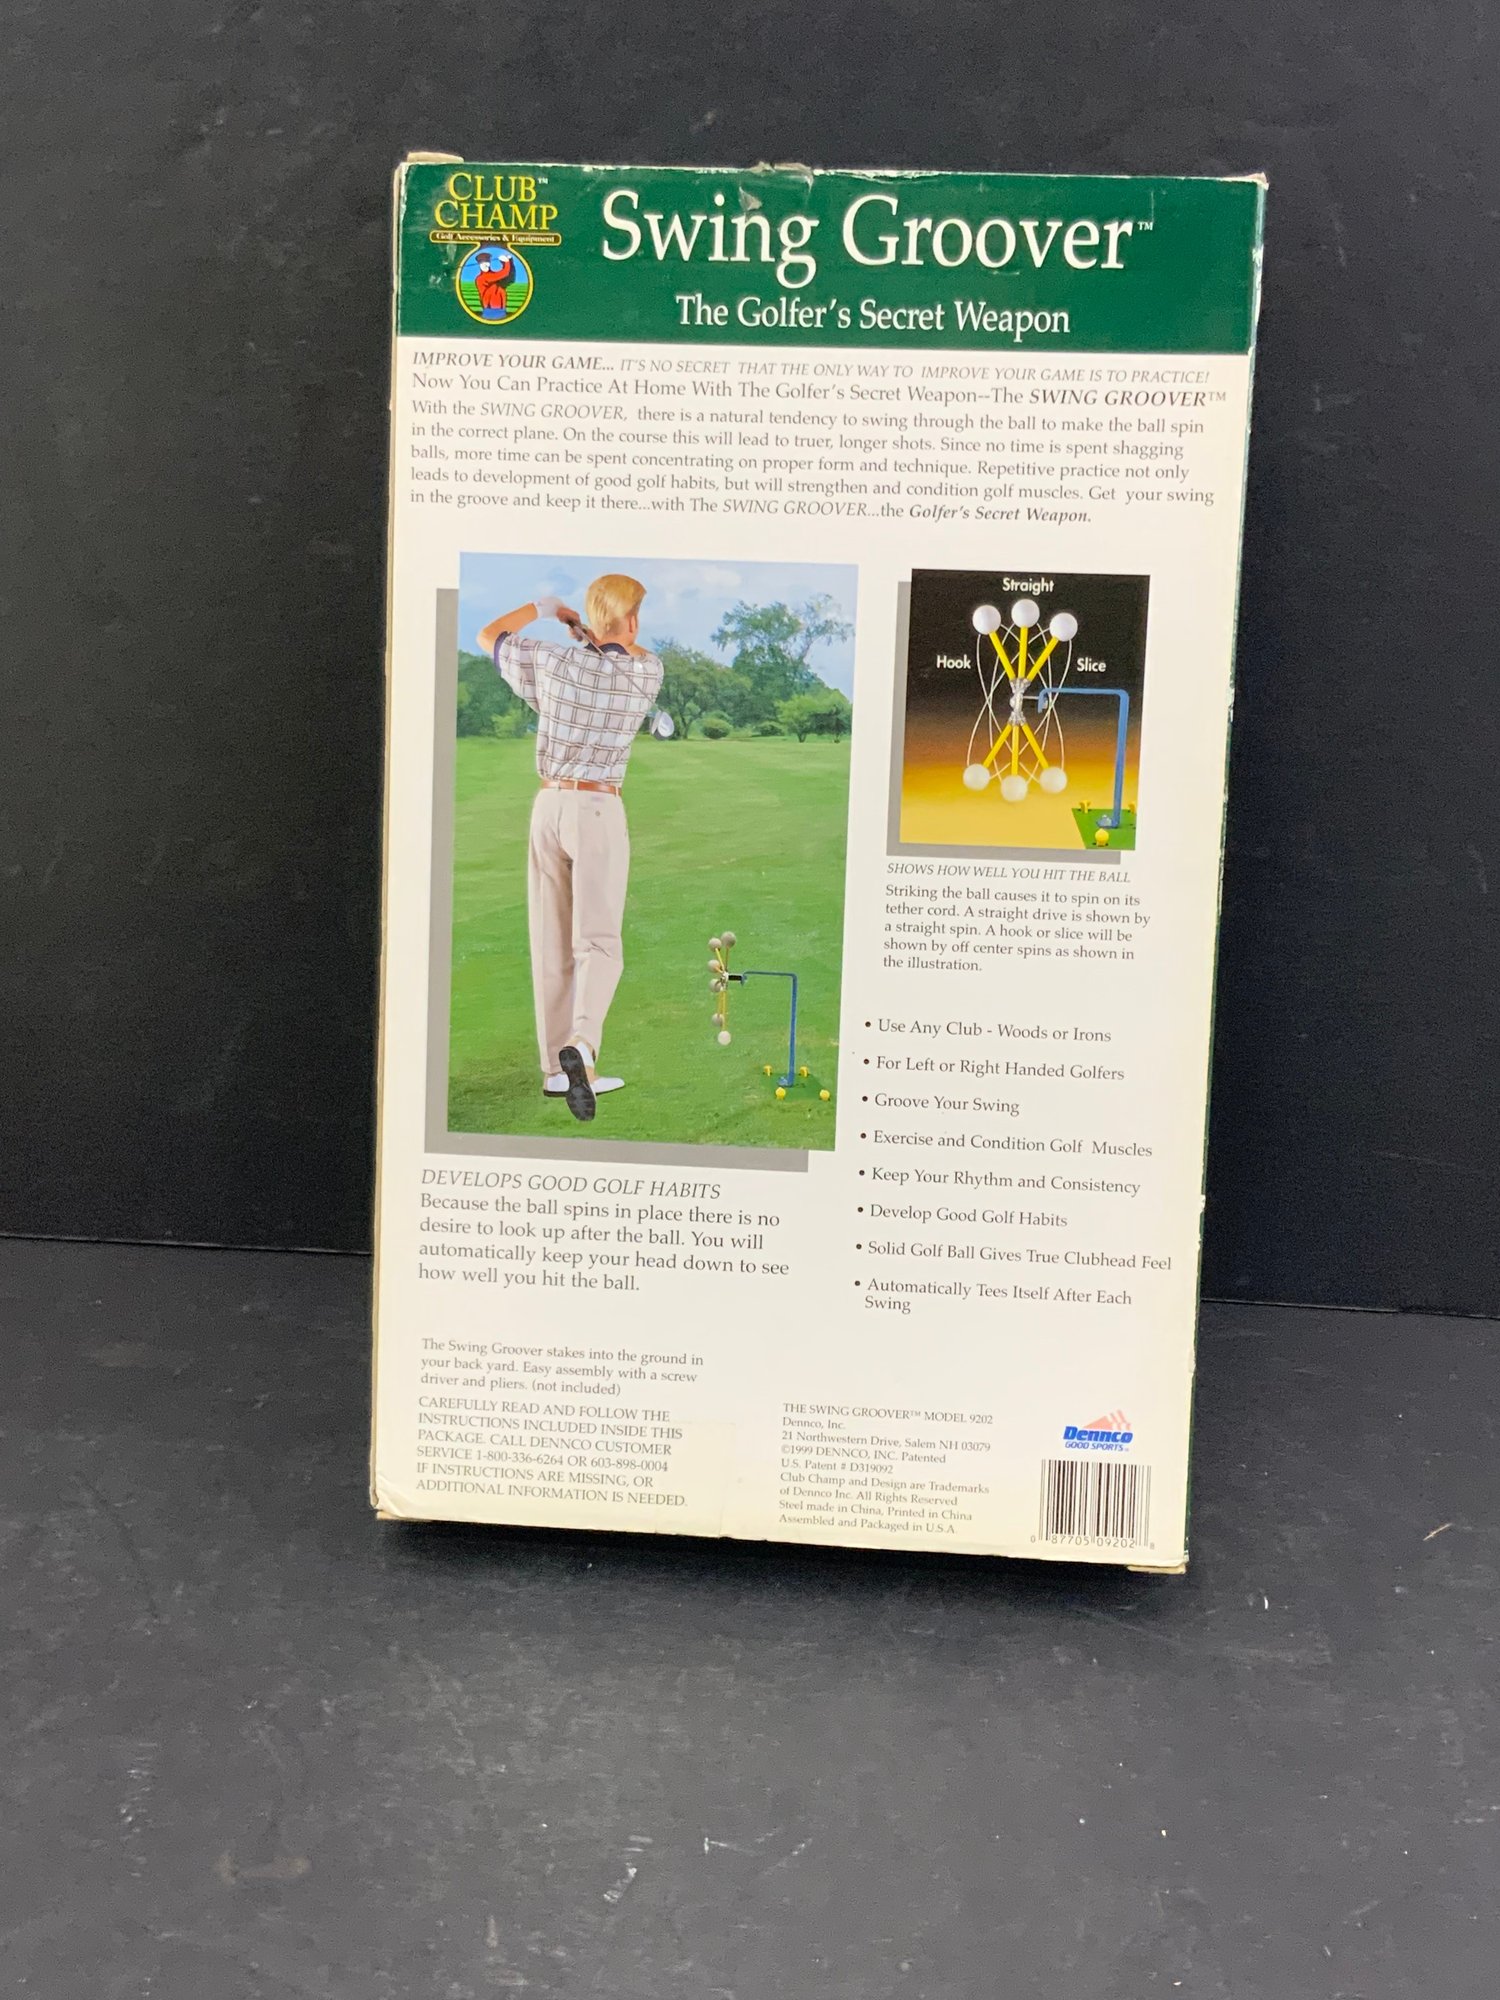 CLUB™
CHAMP
Golf Accessories & Equipment
Swing Groover™
The Golfer's Secret Weapon
IMPROVE YOUR GAME... IT'S NO SECRET THAT THE ONLY WAY TO IMPROVE YOUR GAME IS TO PRACTICE!
Now You Can Practice At Home With The Golfer's Secret Weapon--The SWING GROOVER™
With the SWING GROOVER, there is a natural tendency to swing through the ball to make the ball spin
in the correct plane. On the course this will lead to truer, longer shots. Since no time is spent shagging
balls, more time can be spent concentrating on proper form and technique. Repetitive practice not only
leads to development of good golf habits, but will strengthen and condition golf muscles. Get your swing
in the groove and keep it there...with The SWING GROOVER...the Golfer's Secret Weapon.
Straight
Hook
Slice
SHOWS HOW WELL YOU HIT THE BALL
Striking the ball causes it to spin on its
tether cord. A straight drive is shown by
a straight spin. A hook or slice will be
shown by off center spins as shown in
the illustration.
• Use Any Club - Woods or Irons
• For Left or Right Handed Golfers
• Groove Your Swing
• Exercise and Condition Golf Muscles
• Keep Your Rhythm and Consistency
• Develop Good Golf Habits
• Solid Golf Ball Gives True Clubhead Feel
• Automatically Tees Itself After Each
Swing
DEVELOPS GOOD GOLF HABITS
Because the ball spins in place there is no
desire to look up after the ball. You will
automatically keep your head down to see
how well you hit the ball.
The Swing Groover stakes into the ground in
your back yard. Easy assembly with a screw
driver and pliers. (not included)
CAREFULLY READ AND FOLLOW THE
INSTRUCTIONS INCLUDED INSIDE THIS
PACKAGE. CALL DENNCO CUSTOMER
SERVICE 1-800-336-6264 OR 603-898-0004
IF INSTRUCTIONS ARE MISSING, OR
ADDITIONAL INFORMATION IS NEEDED.
THE SWING GROOVER™ MODEL 9202
Dennco, Inc.
21 Northwestern Drive, Salem NH 03079
©1999 DENNCO, INC. Patented
U.S. Patent # D319092
Club Champ and Design are Trademarks
of Dennco Inc. All Rights Reserved
Steel made in China, Printed in China
Assembled and Packaged in U.S.A
Dennco
GOOD SPORTS
0 87705 09202 8